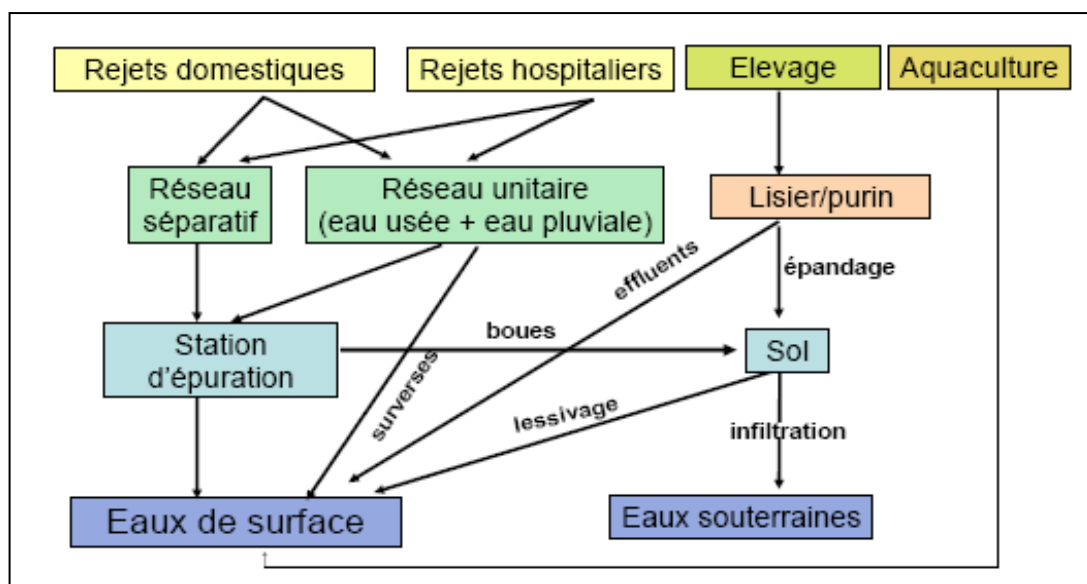 Rejets domestiques
Rejets hospitaliers
Elevage
Aquaculture
Réseau
séparatif
Réseau unitaire
(eau usée + eau pluviale)
Lisier/purin
effluents
épandage
boues
Station
d'épuration
Sol
surverses
lessivage
infiltration
Eaux de surface
Eaux souterraines